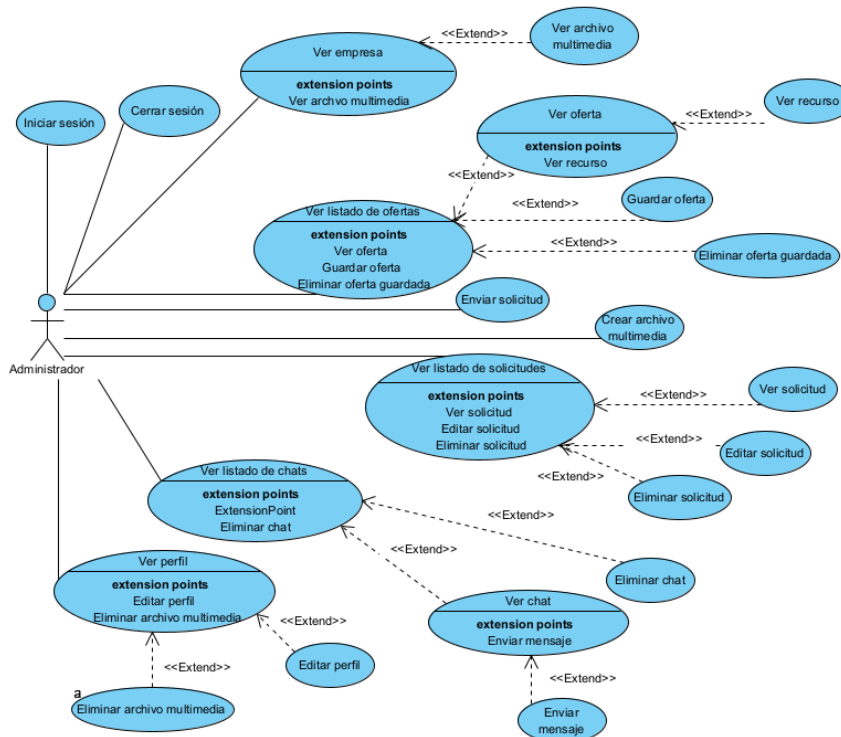 Ver empresa
extension points
Ver archvo multimedia
<<Extend>>
Ver archivo
multimedia
Iniciar sesión
Cerrar sesión
Ver oferta
extension points
Ver recurso
<<Extend>>
Ver recurso
<<Extend>>
Ver listado de ofertas
extension points
Ver oferta
Guardar oferta
Eliminar oferta guardada
<<Extend>>
Guardar oferta
<<Extend>>
Eliminar oferta guardada
Enviar solicitud
Crear archivo
multimedia
Administrador
Ver listado de solicitudes
extension points
Ver solicitud
Editar solicitud
Eliminar solicitud
<<Extend>>
Ver solicitud
<<Extend>>
Editar solicitud
<<Extend>>
Eliminar solicitud
Ver listado de chats
extension points
ExtensionPoint
Eliminar chat
<<Extend>>
Eliminar chat
<<Extend>>
Ver chat
extension points
Enviar mensaje
<<Extend>>
Enviar
mensaje
Ver perfil
extension points
Editar perfil
Eliminar archivo multimedia
<<Extend>>
Editar perfil
<<Extend>>
a
Eliminar archivo multimedia